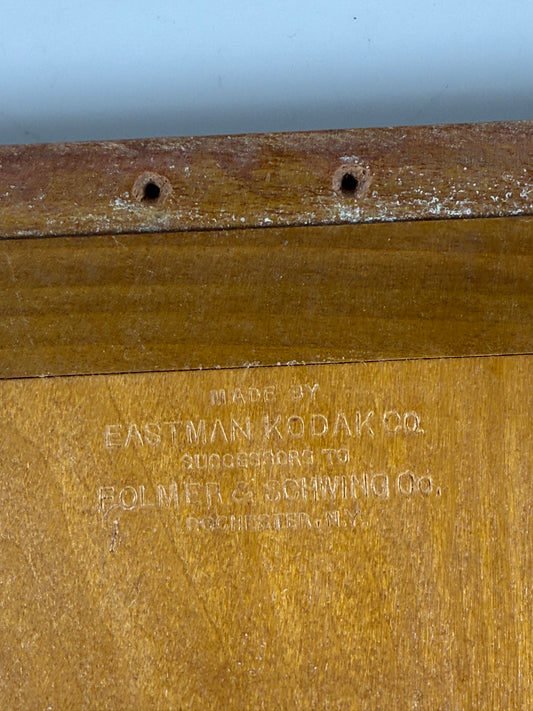 MADE BY
EASTMAN KODAK CO.
SUCCESSORS TO
FOLMER & SCHWING CO.
ROCHESTER, N.Y.